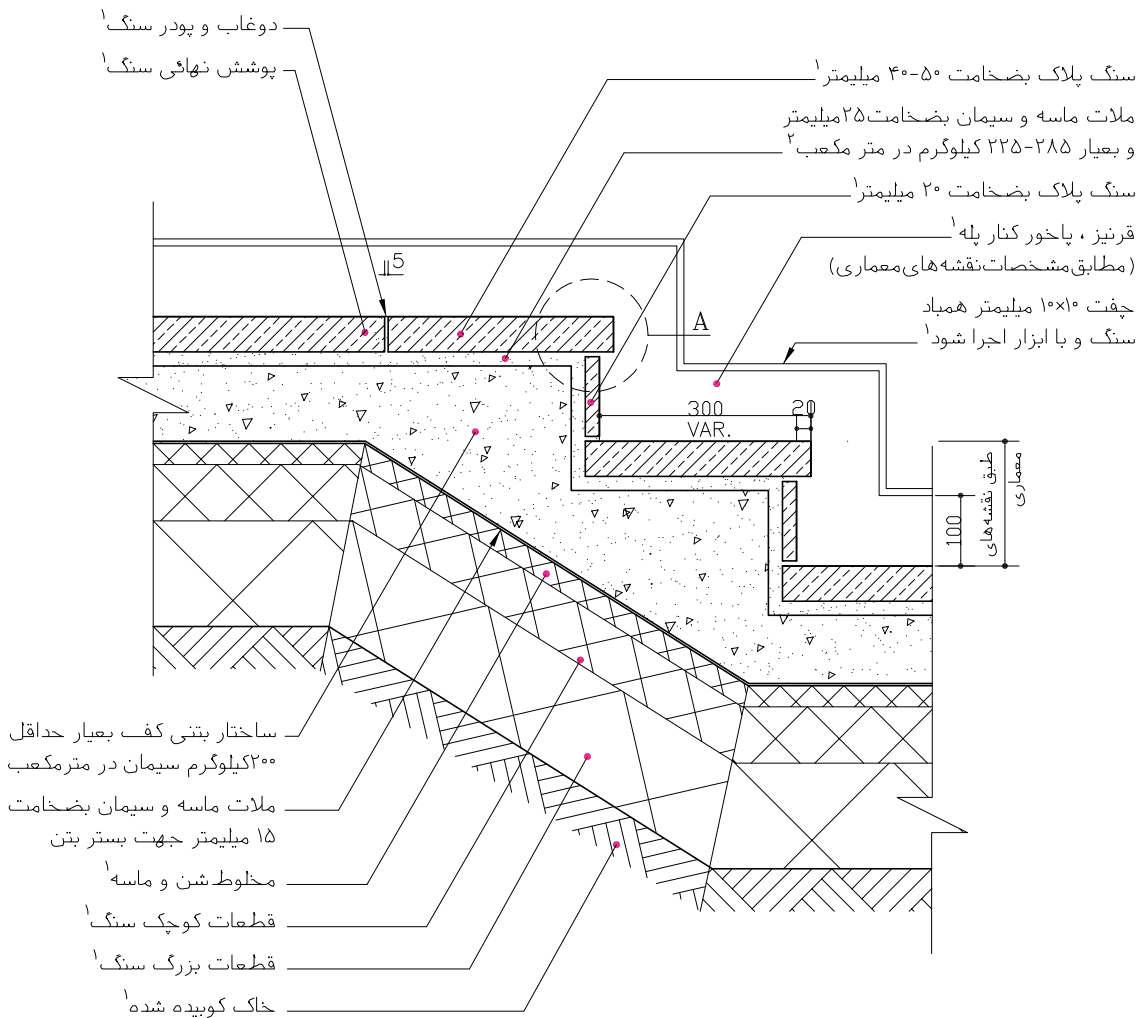 دوغاب و پودر سنگ۱
پوشش نهائی سنگ۱
سنگ پلاک بضخامت ۵۰-۴۰ میلیمتر۱
ملات ماسه و سیمان بضخامت۲۵میلیمتر
و بعیار ۲۸۵-۲۲۵ کیلوگرم در متر مکعب۲
سنگ پلاک بضخامت ۲۰ میلیمتر۱
قرنیز ، پاخور کنار پله۱
(مطابق مشخصات نقشه های معماری)
چفت ۱۰×۱۰ میلیمتر همباد
سنگ و با ابزار اجرا شود۱
5
A
300
VAR.
20
100
طبق نقشه های
معماری
ساختار بتنی کف بعیار حداقل
۲۰۰کیلوگرم سیمان در مترمکعب
ملات ماسه و سیمان بضخامت
۱۵ میلیمتر جهت بستر بتن
مخلوط شن و ماسه۱
قطعات کوچک سنگ۱
قطعات بزرگ سنگ۱
خاک کوبیده شده۱